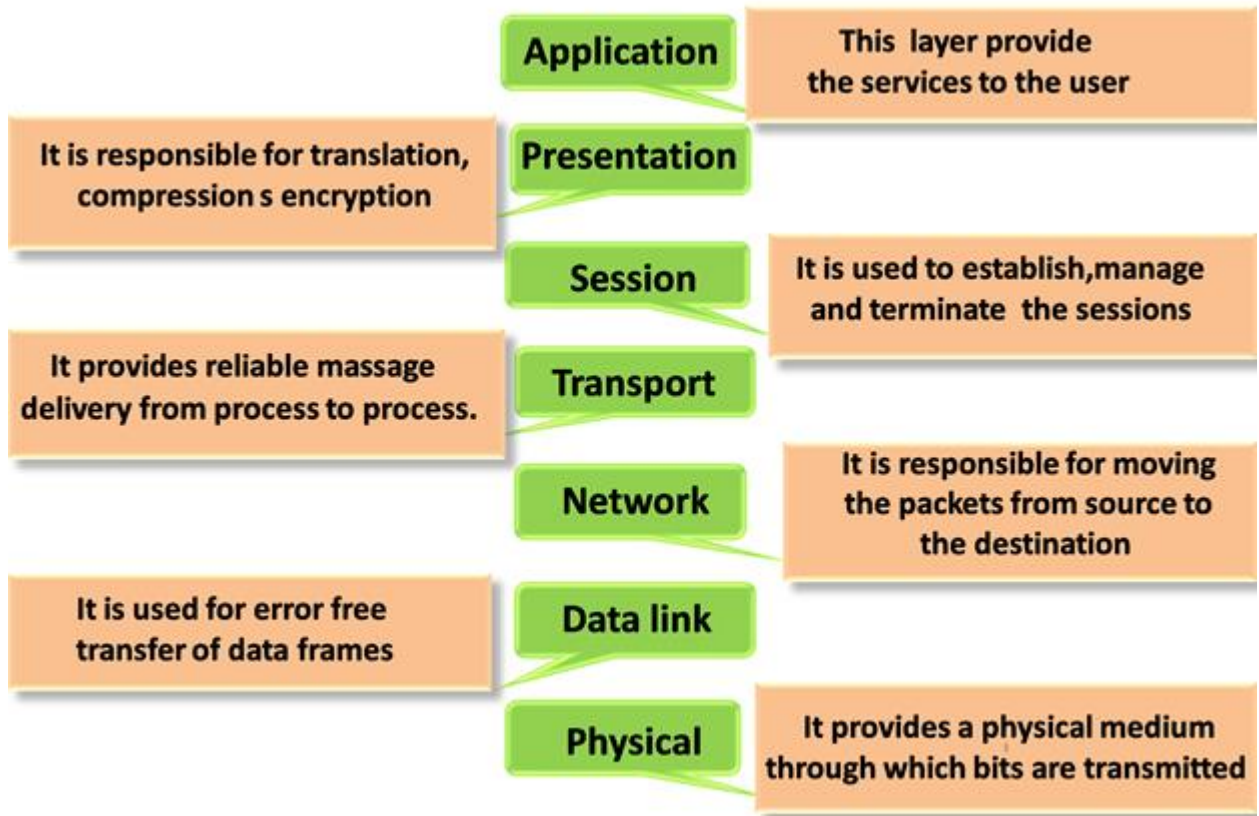 Application
This layer provide
the services to the user
Presentation
It is responsible for translation,
compression s encryption
Session
It is used to establish,manage
and terminate the sessions
Transport
It provides reliable massage
delivery from process to process.
Network
It is responsible for moving
the packets from source to
the destination
Data link
It is used for error free
transfer of data frames
Physical
It provides a physical medium
through which bits are transmitted